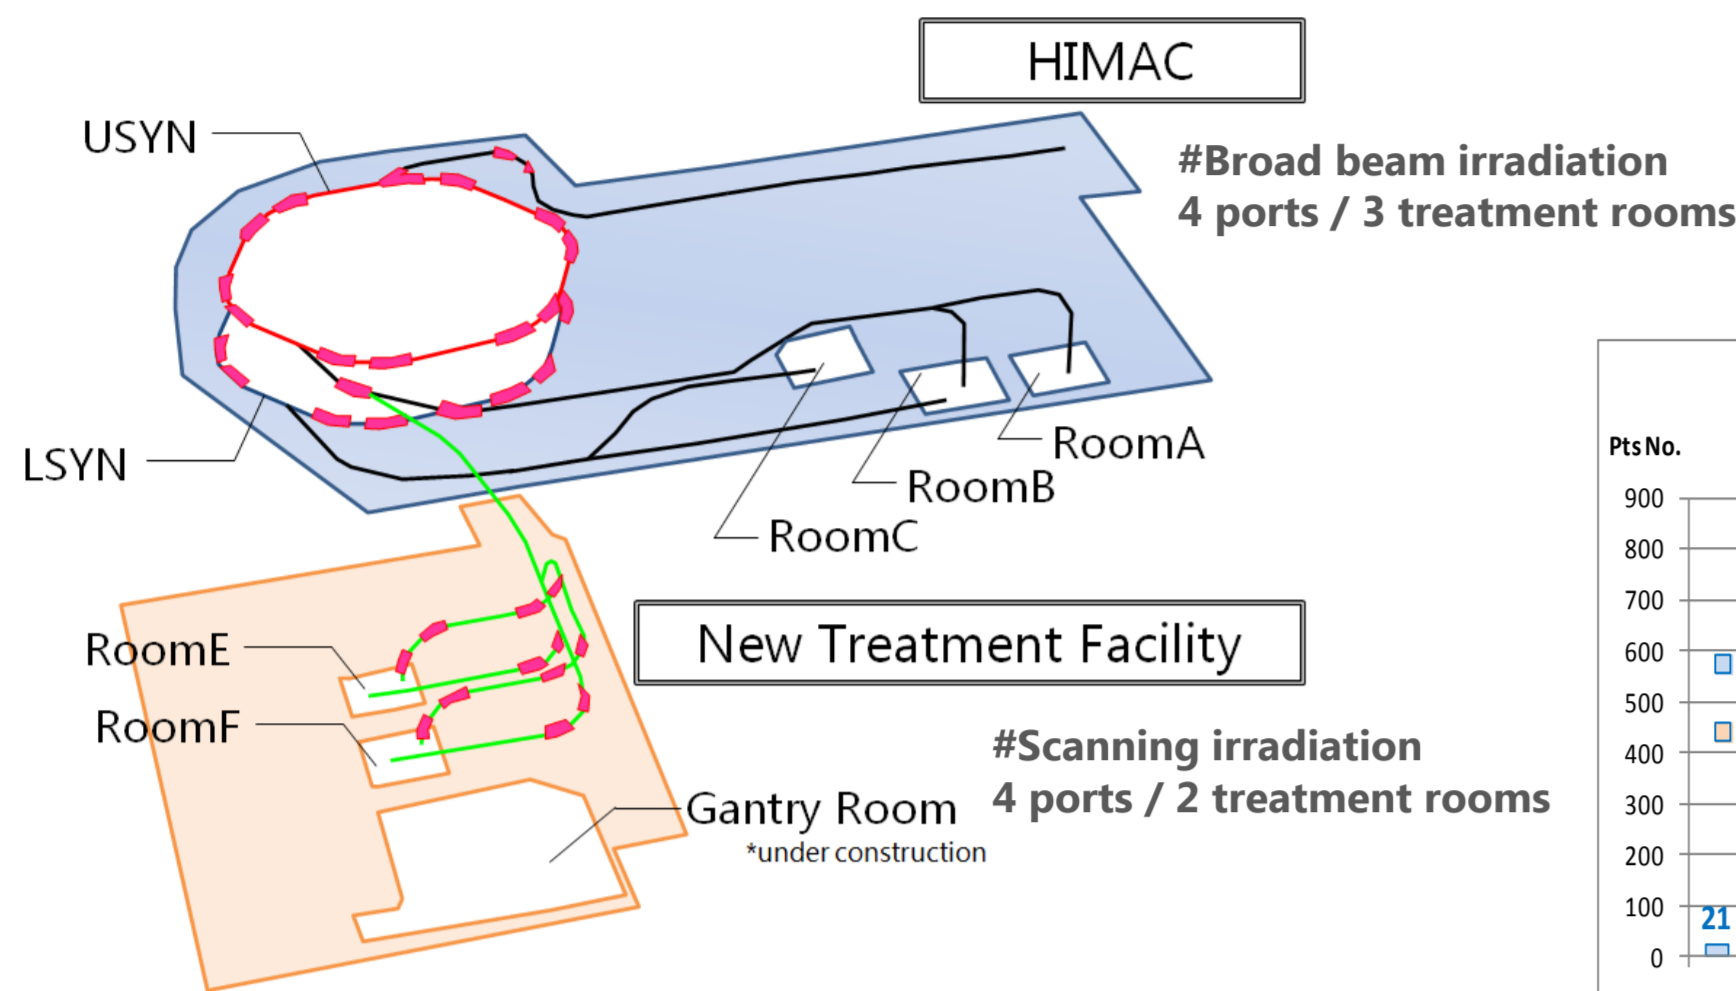 HIMAC
USYN
#Broad beam irradiation
4 ports / 3 treatment rooms
LSYN
RoomA
RoomB
RoomC
New Treatment Facility
RoomE
RoomF
#Scanning irradiation
4 ports / 2 treatment rooms
Gantry Room
*under construction
Pts No.
900
800
700
600
500
400
300
200
100
21
0